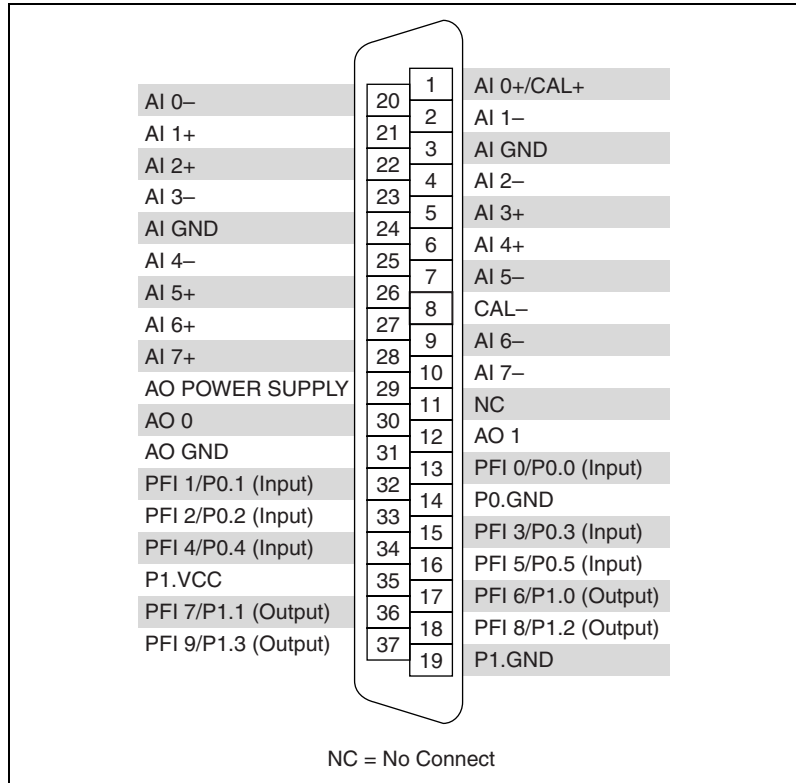 AI 0– 20 1 AI 0+/CAL+
AI 1+ 21 2 AI 1–
AI 2+ 22 3 AI GND
AI 3– 23 4 AI 2–
AI GND 24 5 AI 3+
AI 4– 25 6 AI 4+
AI 5+ 26 7 AI 5–
AI 6+ 27 8 CAL–
AI 7+ 28 9 AI 6–
AO POWER SUPPLY 29 10 AI 7–
AO 0 30 11 NC
AO GND 31 12 AO 1
PFI 1/P0.1 (Input) 32 13 PFI 0/P0.0 (Input)
PFI 2/P0.2 (Input) 33 14 P0.GND
PFI 4/P0.4 (Input) 34 15 PFI 3/P0.3 (Input)
P1.VCC 35 16 PFI 5/P0.5 (Input)
PFI 7/P1.1 (Output) 36 17 PFI 6/P1.0 (Output)
PFI 9/P1.3 (Output) 37 18 PFI 8/P1.2 (Output)
19 P1.GND
NC = No Connect